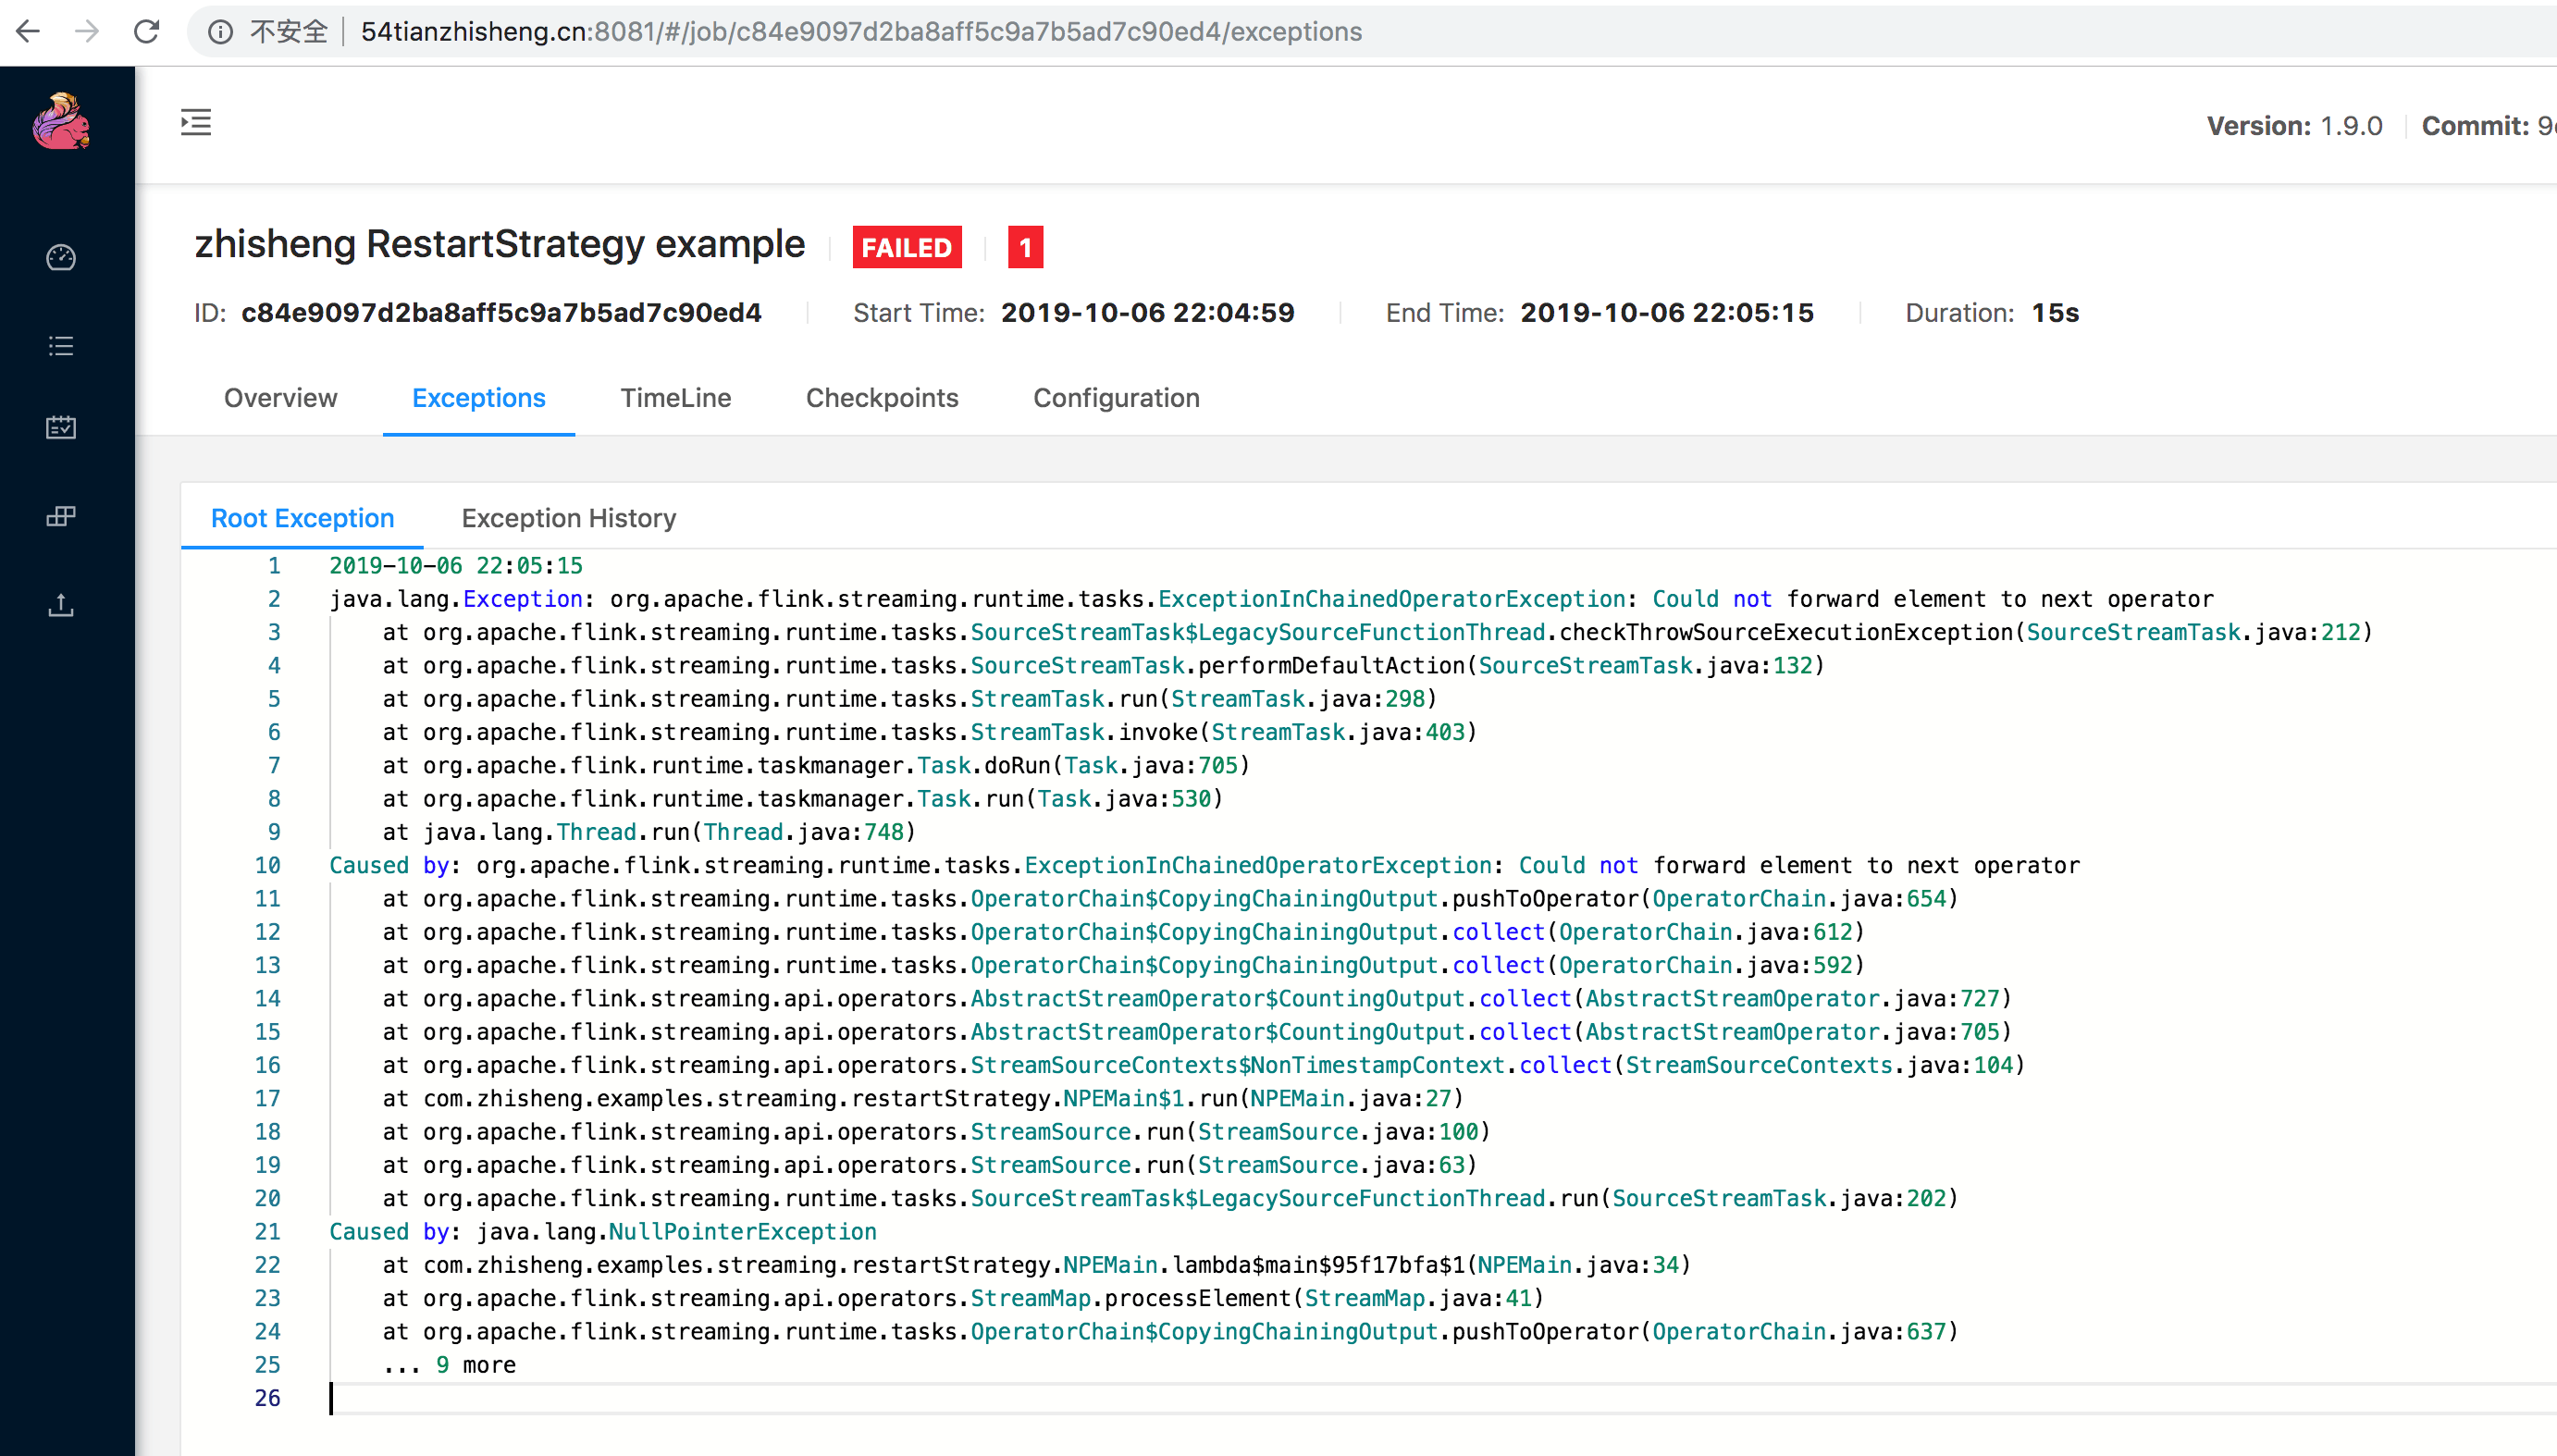 不安全 54tianzhisheng.cn:8081/#/job/c84e9097d2ba8aff5c9a7b5ad7c90ed4/exceptions
Version: 1.9.0 Commit:
zhisheng RestartStrategy example FAILED 1
ID: c84e9097d2ba8aff5c9a7b5ad7c90ed4 Start Time: 2019-10-06 22:04:59 End Time: 2019-10-06 22:05:15 Duration: 15s
Overview Exceptions TimeLine Checkpoints Configuration
Root Exception Exception History
1 2019-10-06 22:05:15
2 java.lang.Exception: org.apache.flink.streaming.runtime.tasks.ExceptionInChainedOperatorException: Could not forward element to next operator
3 at org.apache.flink.streaming.runtime.tasks.SourceStreamTask$LegacySourceFunctionThread.checkThrowSourceExecutionException(SourceStreamTask.java:212)
4 at org.apache.flink.streaming.runtime.tasks.SourceStreamTask.performDefaultAction(SourceStreamTask.java:132)
5 at org.apache.flink.streaming.runtime.tasks.StreamTask.run(StreamTask.java:298)
6 at org.apache.flink.streaming.runtime.tasks.StreamTask.invoke(StreamTask.java:403)
7 at org.apache.flink.runtime.taskmanager.Task.doRun(Task.java:705)
8 at org.apache.flink.runtime.taskmanager.Task.run(Task.java:530)
9 at java.lang.Thread.run(Thread.java:748)
10 Caused by: org.apache.flink.streaming.runtime.tasks.ExceptionInChainedOperatorException: Could not forward element to next operator
11 at org.apache.flink.streaming.runtime.tasks.OperatorChain$CopyingChainingOutput.pushToOperator(OperatorChain.java:654)
12 at org.apache.flink.streaming.runtime.tasks.OperatorChain$CopyingChainingOutput.collect(OperatorChain.java:612)
13 at org.apache.flink.streaming.runtime.tasks.OperatorChain$CopyingChainingOutput.collect(OperatorChain.java:592)
14 at org.apache.flink.streaming.api.operators.AbstractStreamOperator$CountingOutput.collect(AbstractStreamOperator.java:727)
15 at org.apache.flink.streaming.api.operators.AbstractStreamOperator$CountingOutput.collect(AbstractStreamOperator.java:705)
16 at org.apache.flink.streaming.api.operators.StreamSourceContexts$NonTimestampContext.collect(StreamSourceContexts.java:104)
17 at com.zhisheng.examples.streaming.restartStrategy.NPEMain$1.run(NPEMain.java:27)
18 at org.apache.flink.streaming.api.operators.StreamSource.run(StreamSource.java:100)
19 at org.apache.flink.streaming.api.operators.StreamSource.run(StreamSource.java:63)
20 at org.apache.flink.streaming.runtime.tasks.SourceStreamTask$LegacySourceFunctionThread.run(SourceStreamTask.java:202)
21 Caused by: java.lang.NullPointerException
22 at com.zhisheng.examples.streaming.restartStrategy.NPEMain.lambda$main$95f17bfa$1(NPEMain.java:34)
23 at org.apache.flink.streaming.api.operators.StreamMap.processElement(StreamMap.java:41)
24 at org.apache.flink.streaming.runtime.tasks.OperatorChain$CopyingChainingOutput.pushToOperator(OperatorChain.java:637)
25 ... 9 more
26